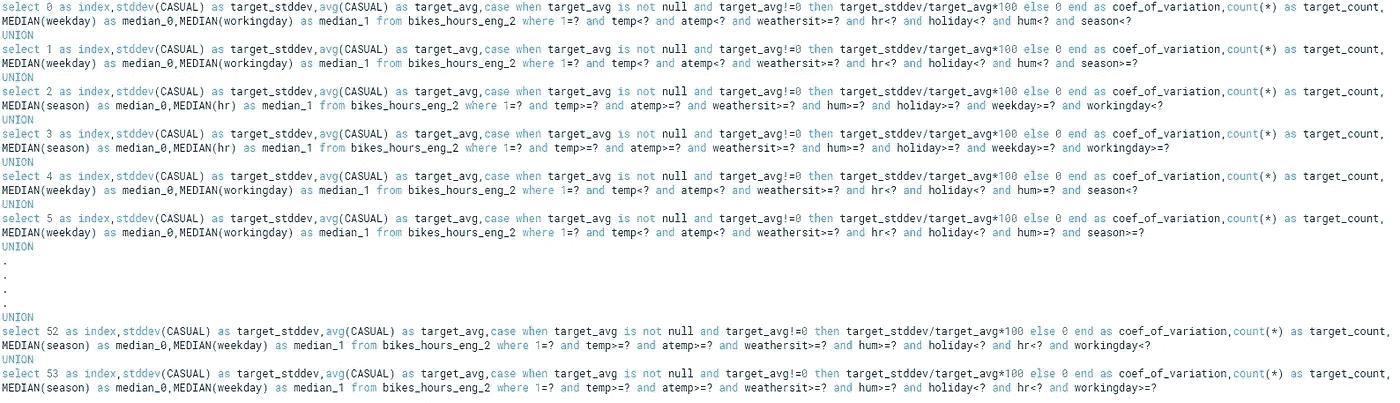 select 0 as index,stddev(CASUAL) as target_stddev,avg(CASUAL) as target_avg,case when target_avg is not null and target_avg!=0 then target_stddev/target_avg*100 else 0 end as coef_of_variation,count(*) as target_count,
MEDIAN(weekday) as median_0,MEDIAN(workingday) as median_1 from bikes_hours_eng_2 where 1=? and temp<? and atemp<? and weathersit>=? and hr<? and holiday<? and hum<? and season<?
UNION
select 1 as index,stddev(CASUAL) as target_stddev,avg(CASUAL) as target_avg,case when target_avg is not null and target_avg!=0 then target_stddev/target_avg*100 else 0 end as coef_of_variation,count(*) as target_count,
MEDIAN(weekday) as median_0,MEDIAN(workingday) as median_1 from bikes_hours_eng_2 where 1=? and temp<? and atemp<? and weathersit>=? and hr<? and holiday<? and hum<? and season>=?
UNION
select 2 as index,stddev(CASUAL) as target_stddev,avg(CASUAL) as target_avg,case when target_avg is not null and target_avg!=0 then target_stddev/target_avg*100 else 0 end as coef_of_variation,count(*) as target_count,
MEDIAN(season) as median_0,MEDIAN(hr) as median_1 from bikes_hours_eng_2 where 1=? and temp>=? and atemp>=? and weathersit>=? and hum>=? and holiday>=? and weekday>=? and workingday<?
UNION
select 3 as index,stddev(CASUAL) as target_stddev,avg(CASUAL) as target_avg,case when target_avg is not null and target_avg!=0 then target_stddev/target_avg*100 else 0 end as coef_of_variation,count(*) as target_count,
MEDIAN(season) as median_0,MEDIAN(hr) as median_1 from bikes_hours_eng_2 where 1=? and temp>=? and atemp>=? and weathersit>=? and hum>=? and holiday>=? and weekday>=? and workingday>=?
UNION
select 4 as index,stddev(CASUAL) as target_stddev,avg(CASUAL) as target_avg,case when target_avg is not null and target_avg!=0 then target_stddev/target_avg*100 else 0 end as coef_of_variation,count(*) as target_count,
MEDIAN(weekday) as median_0,MEDIAN(workingday) as median_1 from bikes_hours_eng_2 where 1=? and temp<? and atemp<? and weathersit>=? and hr<? and holiday<? and hum>=? and season<?
UNION
select 5 as index,stddev(CASUAL) as target_stddev,avg(CASUAL) as target_avg,case when target_avg is not null and target_avg!=0 then target_stddev/target_avg*100 else 0 end as coef_of_variation,count(*) as target_count,
MEDIAN(weekday) as median_0,MEDIAN(workingday) as median_1 from bikes_hours_eng_2 where 1=? and temp<? and atemp<? and weathersit>=? and hr<? and holiday<? and hum>=? and season>=?
UNION
.
.
.
.
UNION
select 52 as index,stddev(CASUAL) as target_stddev,avg(CASUAL) as target_avg,case when target_avg is not null and target_avg!=0 then target_stddev/target_avg*100 else 0 end as coef_of_variation,count(*) as target_count,
MEDIAN(season) as median_0,MEDIAN(weekday) as median_1 from bikes_hours_eng_2 where 1=? and temp>=? and atemp>=? and weathersit>=? and hum>=? and holiday<? and hr<? and workingday<?
UNION
select 53 as index,stddev(CASUAL) as target_stddev,avg(CASUAL) as target_avg,case when target_avg is not null and target_avg!=0 then target_stddev/target_avg*100 else 0 end as coef_of_variation,count(*) as target_count,
MEDIAN(season) as median_0,MEDIAN(weekday) as median_1 from bikes_hours_eng_2 where 1=? and temp>=? and atemp>=? and weathersit>=? and hum>=? and holiday<? and hr<? and workingday>=?